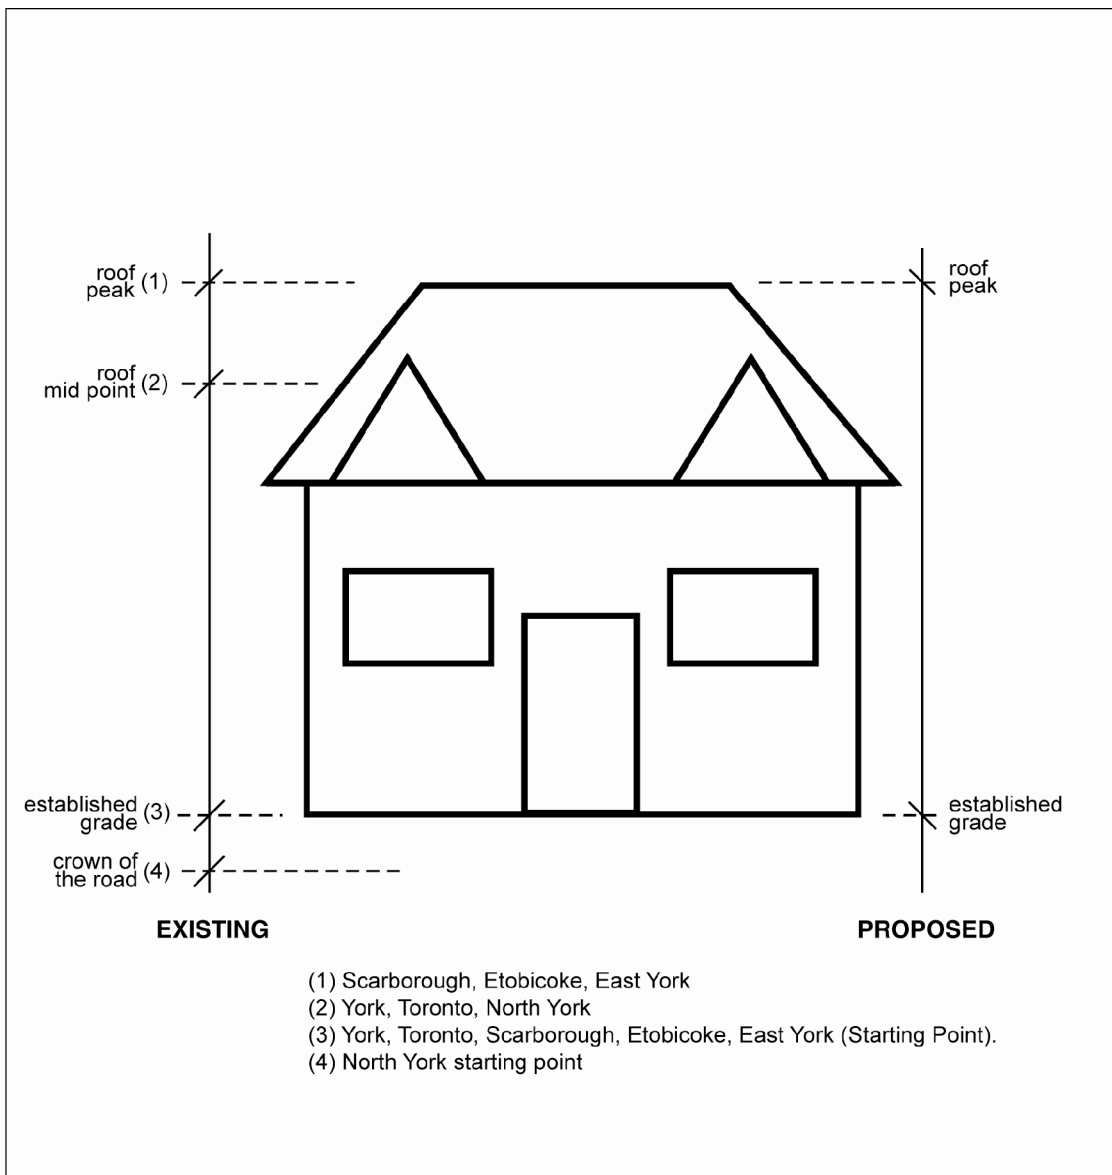 roof
peak (1)
roof
peak
roof
mid point (2)
established
grade (3)
established
grade
crown of
the road (4)
EXISTING
PROPOSED
(1) Scarborough, Etobicoke, East York
(2) York, Toronto, North York
(3) York, Toronto, Scarborough, Etobicoke, East York (Starting Point).
(4) North York starting point